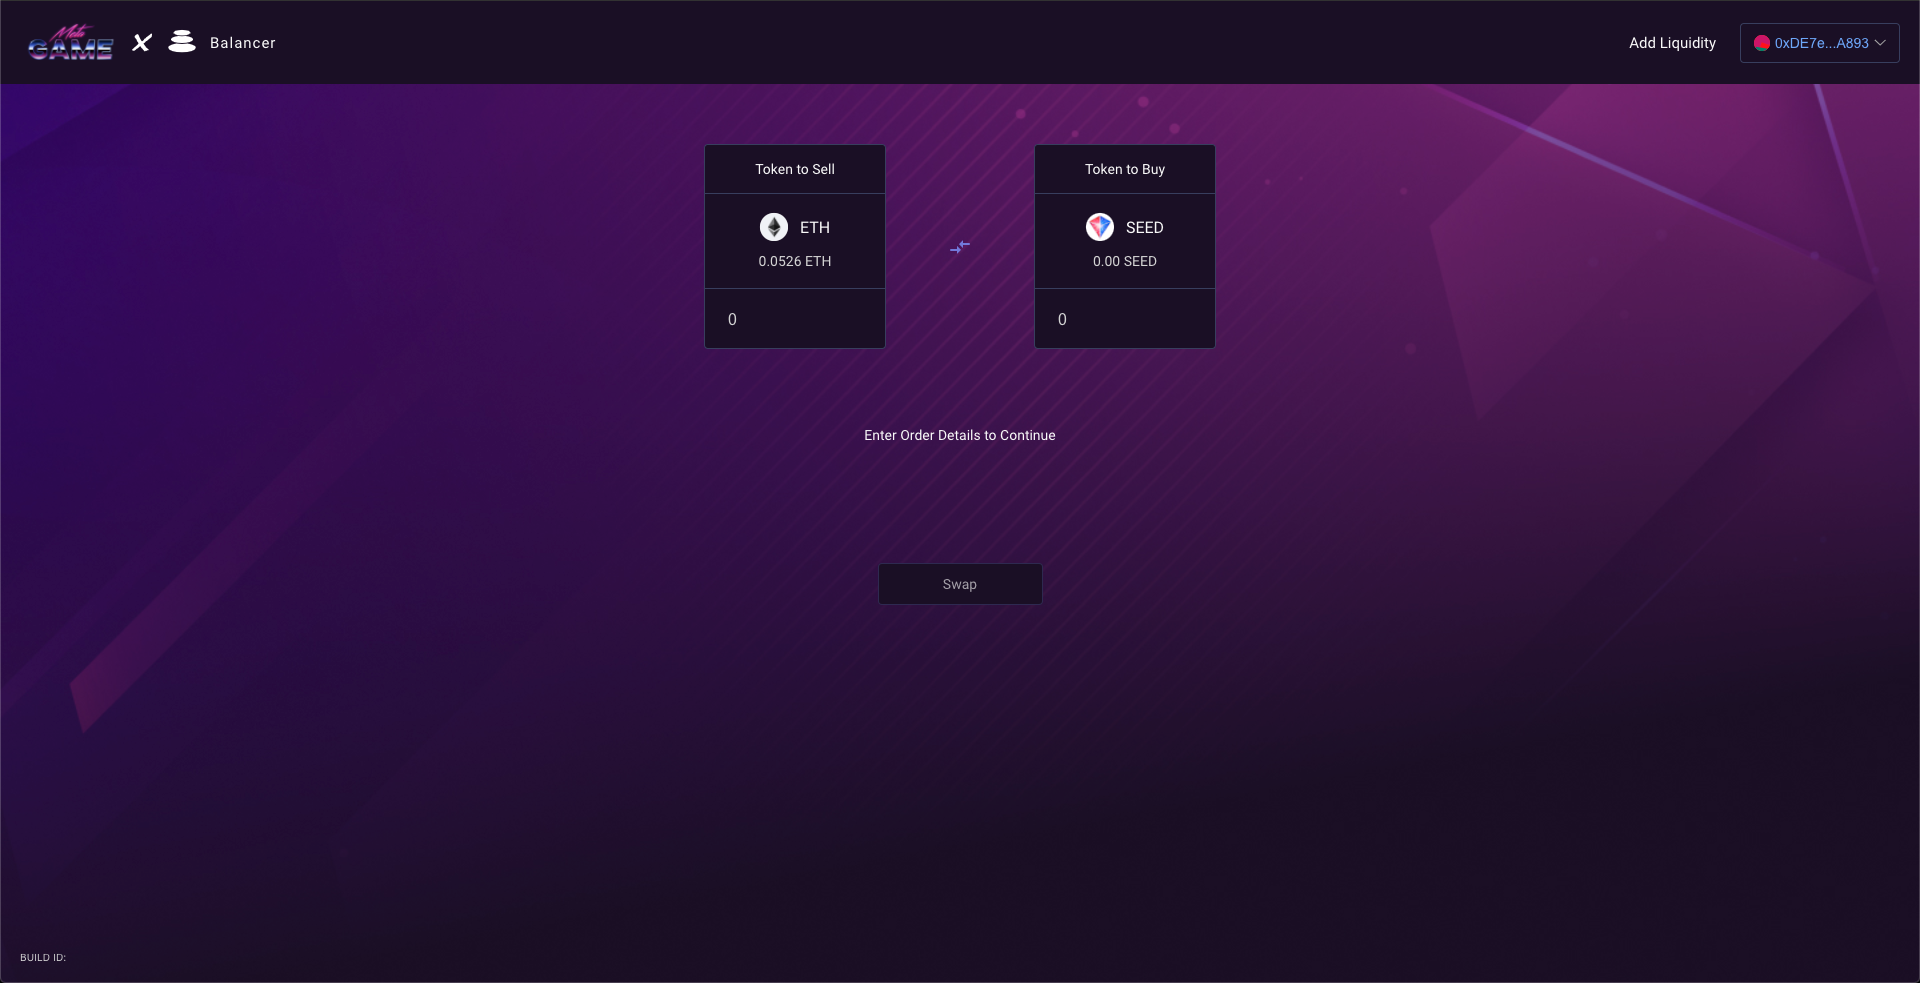 Meta
GAME
X
Balancer
Add Liquidity
0xDE7e...A893
Token to Sell
ETH
0.0526 ETH
0
Token to Buy
SEED
0.00 SEED
0
Enter Order Details to Continue
Swap
BUILD ID: